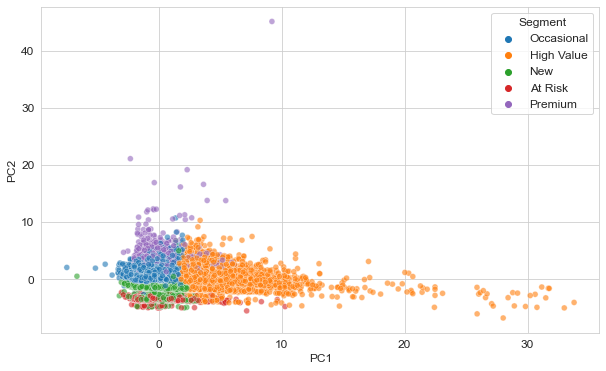 Segment
Occasional
High Value
New
At Risk
Premium
40
30
20
10
0
PC2
0
10
20
30
PC1